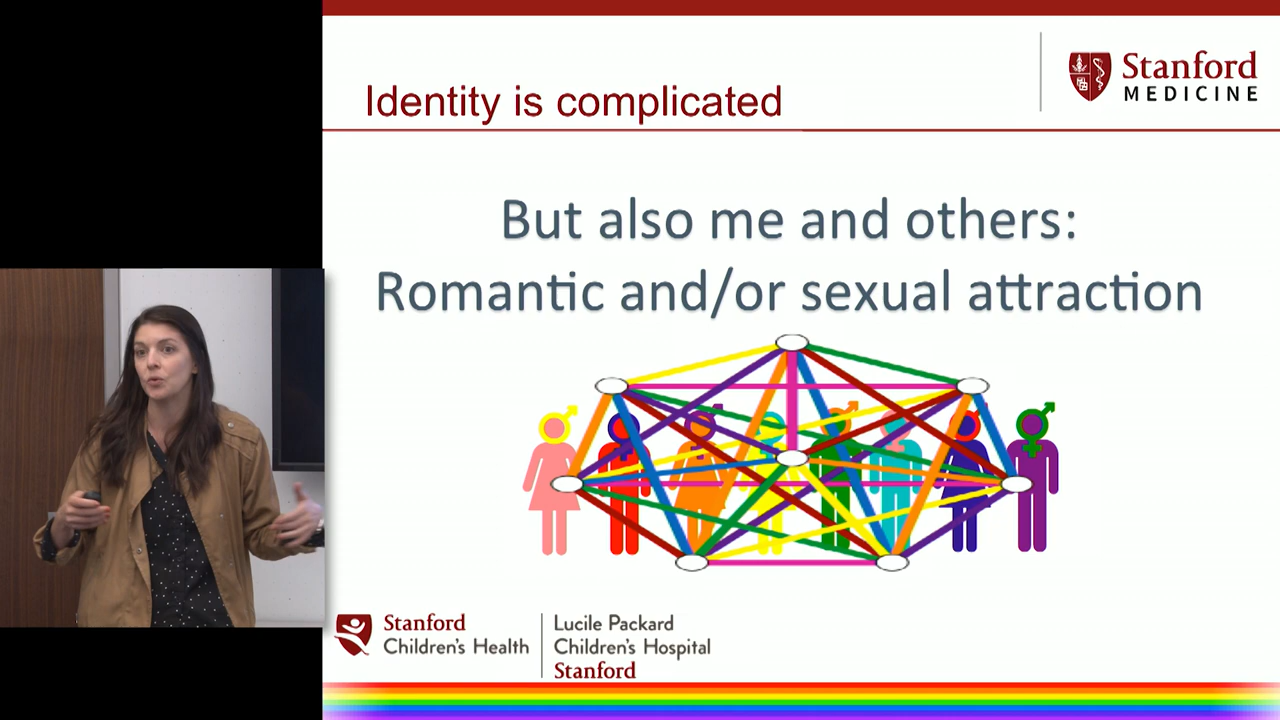 Identity is complicated
Stanford
MEDICINE
But also me and others:
Romantic and/or sexual attraction
Stanford
Children's Health
Lucile Packard
Children's Hospital
Stanford